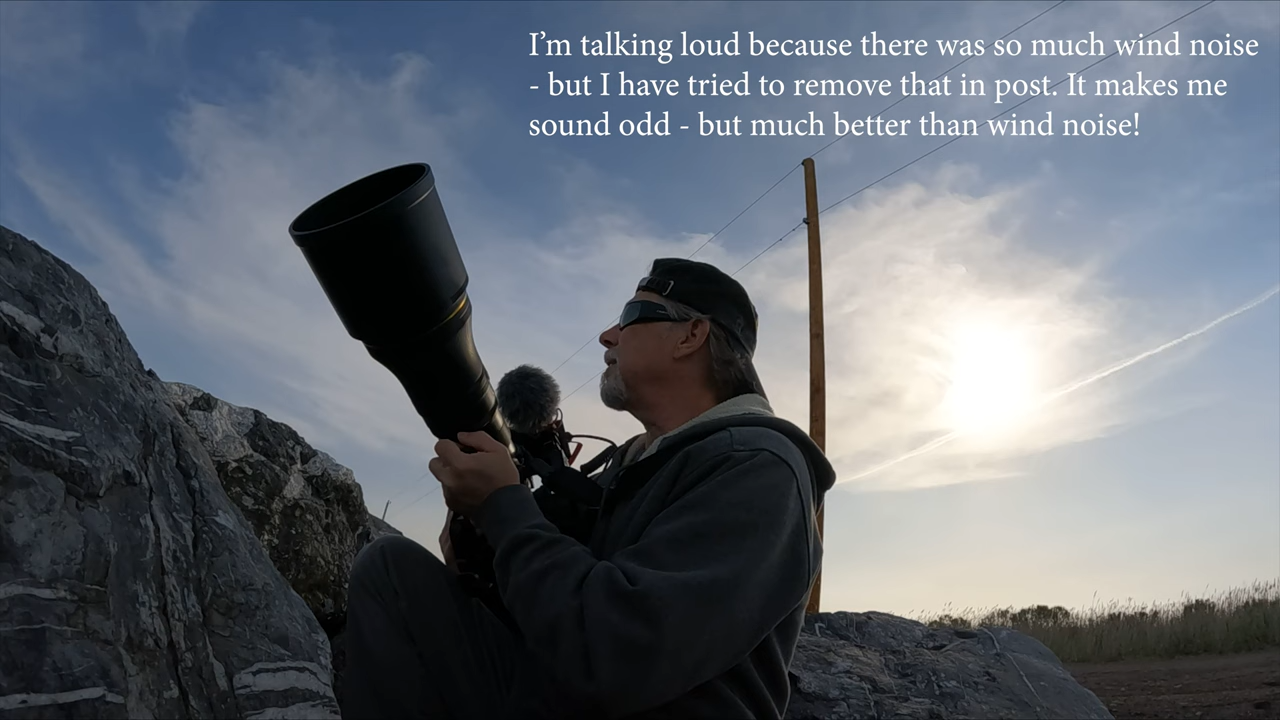 I’m talking loud because there was so much wind noise
- but I have tried to remove that in post. It makes me
sound odd - but much better than wind noise!